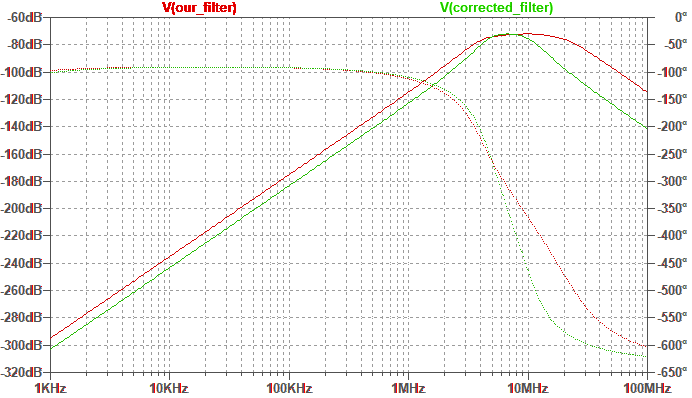 V(our_filter) V(corrected_filter)
-60dB 0°
-80dB -50°
-100dB -100°
-120dB -150°
-140dB -200°
-160dB -250°
-180dB -300°
-200dB -350°
-220dB -400°
-240dB -450°
-260dB -500°
-280dB -550°
-300dB -600°
-320dB -650°
1KHz 10KHz 100KHz 1MHz 10MHz 100MHz